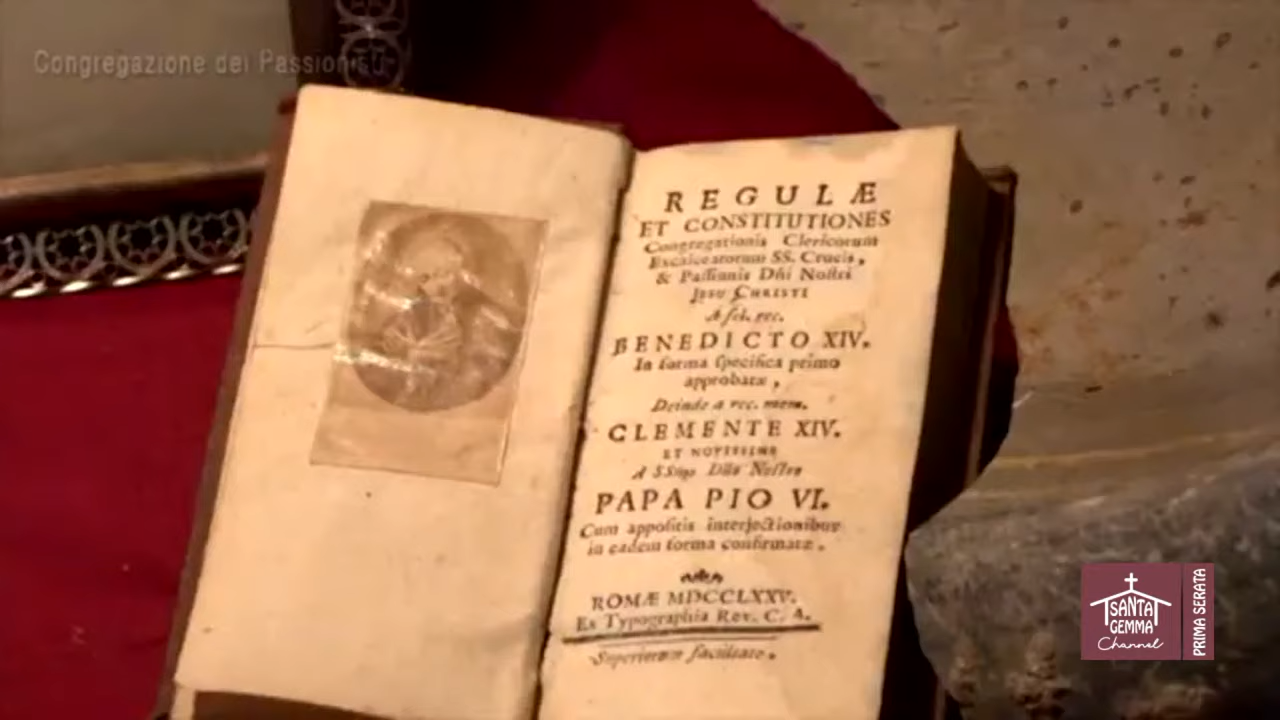 Congregazione dei Passionisti
REGULÆ
ET CONSTITUTIONES
Congregationis Clericorum
Excalceatorum SS. Crucis,
& Paſſionis Dñi Noſtri
JESU CHRISTI
A fel. rec.
BENEDICTO XIV.
In forma ſpecifica primo
approbatæ,
Deinde a rec. mem.
CLEMENTE XIV.
ET NOVISSIME
A SSmo Dño Noſtro
PAPA PIO VI.
Cum appoſitis interjectionibus
in eadem forma confirmatæ.
ROMÆ MDCCLXXV.
Ex Typographia Rev. C. A.
Superiorum facultate.
SANTA
GEMMA
Channel
PRIMA SERATA